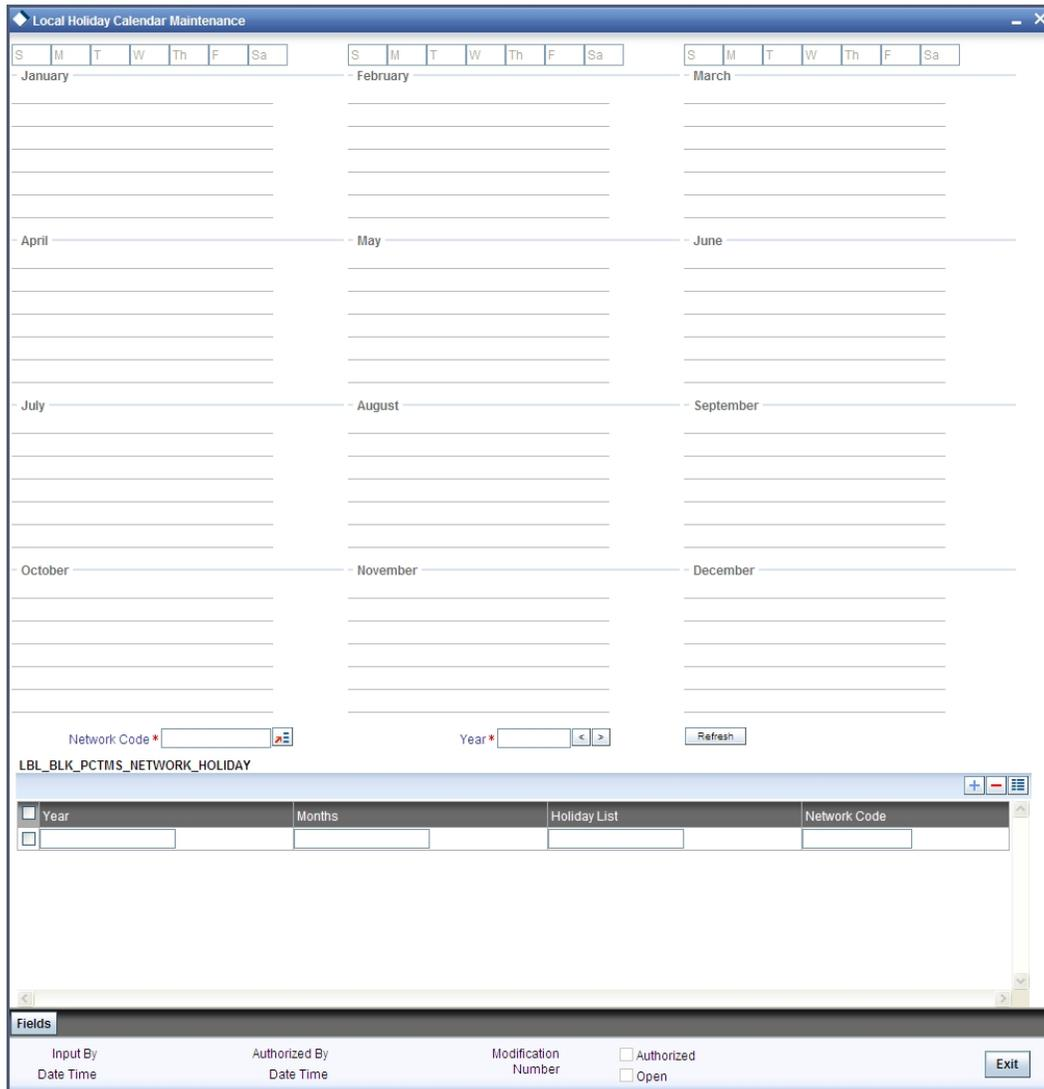 Local Holiday Calendar Maintenance
S M T W Th F Sa S M T W Th F Sa S M T W Th F Sa
January February March
April May June
July August September
October November December
Network Code * Year * < > Refresh
LBL_BLK_PCTMS_NETWORK_HOLIDAY
Year Months Holiday List Network Code
Fields
Input By Authorized By Modification Number Authorized
Date Time Date Time Open
Exit